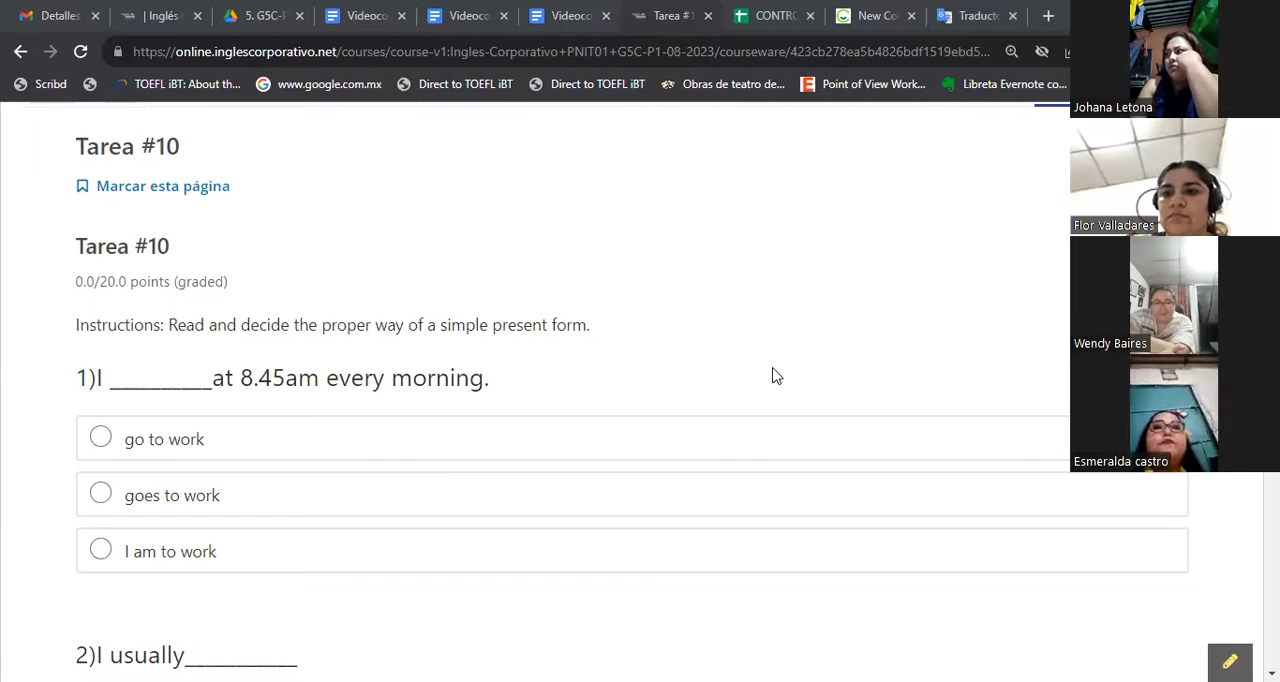 Detalles
Inglés
5. G5C-P
Videoco
Videoco
Videoco
Tarea #1
CONTRO
New Co
Traducto
https://online.inglescorporativo.net/courses/course-v1:Ingles-Corporativo+PNIT01+G5C-P1-08-2023/courseware/423cb278ea5b4826bdf1519ebd5...
Scribd
TOEFL iBT: About th...
www.google.com.mx
Direct to TOEFL iBT
Direct to TOEFL iBT
Obras de teatro de...
Point of View Work...
Libreta Evernote co...
Johana Letona
Flor Valladares
Wendy Baires
Esmeralda castro
Tarea #10
Marcar esta página
Tarea #10
0.0/20.0 points (graded)
Instructions: Read and decide the proper way of a simple present form.
1)I __________at 8.45am every morning.
go to work
goes to work
I am to work
2)I usually___________